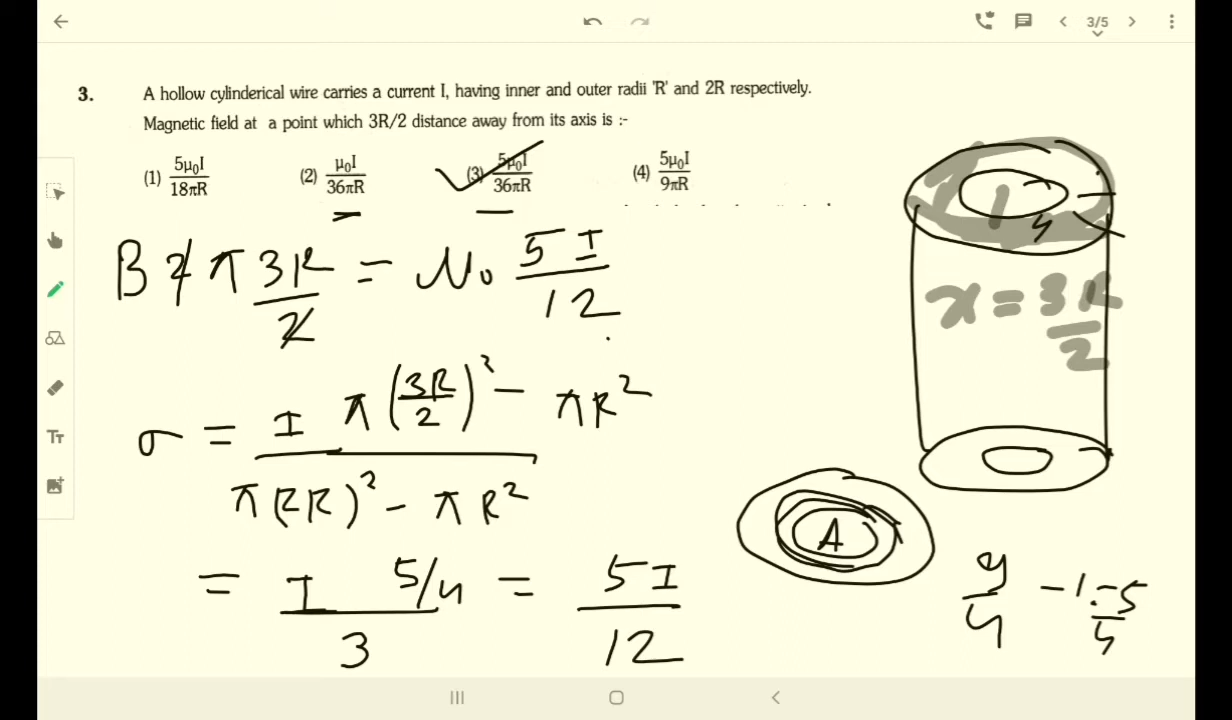 3/5
3. A hollow cylinderical wire carries a current I, having inner and outer radii 'R' and 2R respectively.
Magnetic field at a point which 3R/2 distance away from its axis is :-
(1) 5μ₀I/18πR (2) μ₀I/36πR (3) 5μ₀I/36πR (4) 5μ₀I/9πR
B 2π 3R/2 = μ₀ 5I/12
x = 3R/2
σ = I π(3R/2)² - πR² / π(2R)² - πR²
A
= I 5/4 / 3 = 5I/12
9/4 - 1 = 5/4
Tт